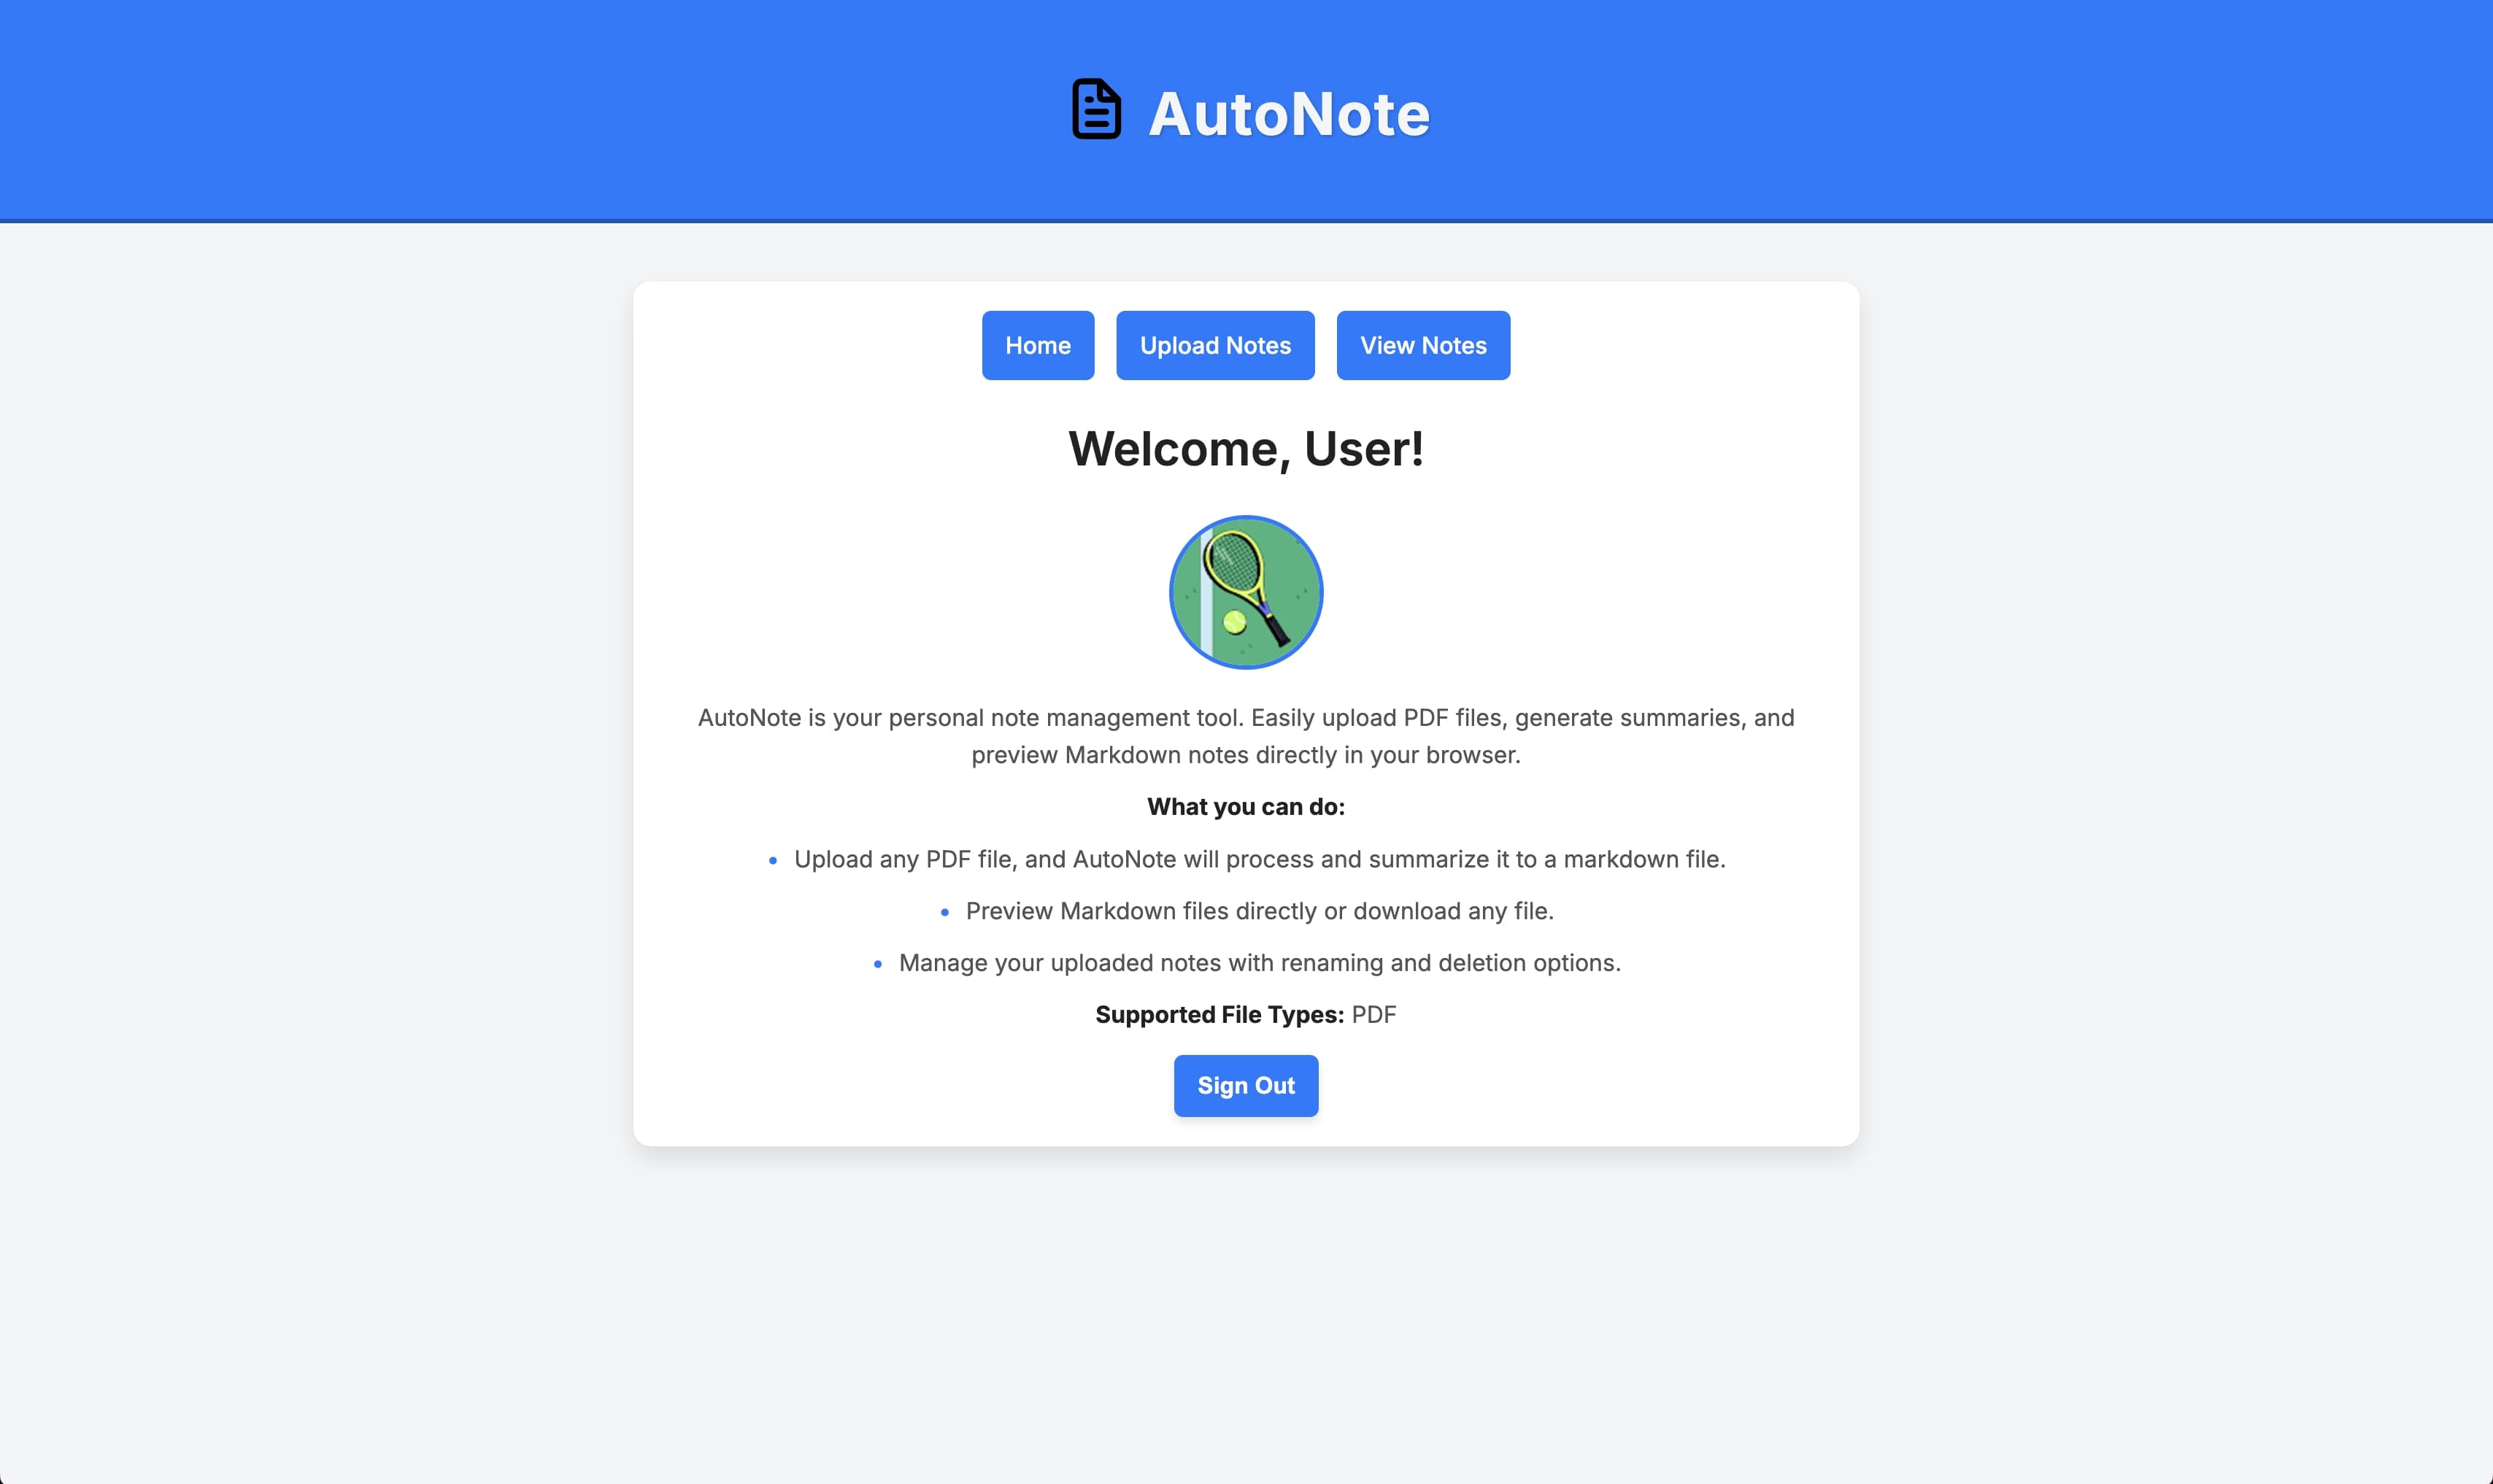 AutoNote
Home Upload Notes View Notes
Welcome, User!
AutoNote is your personal note management tool. Easily upload PDF files, generate summaries, and
preview Markdown notes directly in your browser.
What you can do:
• Upload any PDF file, and AutoNote will process and summarize it to a markdown file.
• Preview Markdown files directly or download any file.
• Manage your uploaded notes with renaming and deletion options.
Supported File Types: PDF
Sign Out